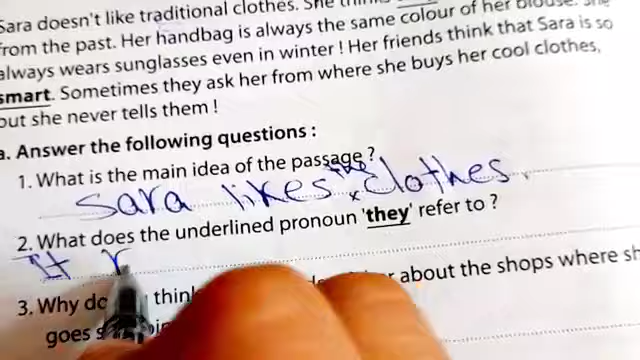 Sara doesn't like traditional clothes. She
from the past. Her handbag is always the same colour of her blouse. She
always wears sunglasses even in winter ! Her friends think that Sara is so
smart. Sometimes they ask her from where she buys her cool clothes,
but she never tells them !
a. Answer the following questions :
1. What is the main idea of the passage ?
Sara likes the clothes.
2. What does the underlined pronoun 'they' refer to ?
It r
3. Why do think about the shops where sh
goes